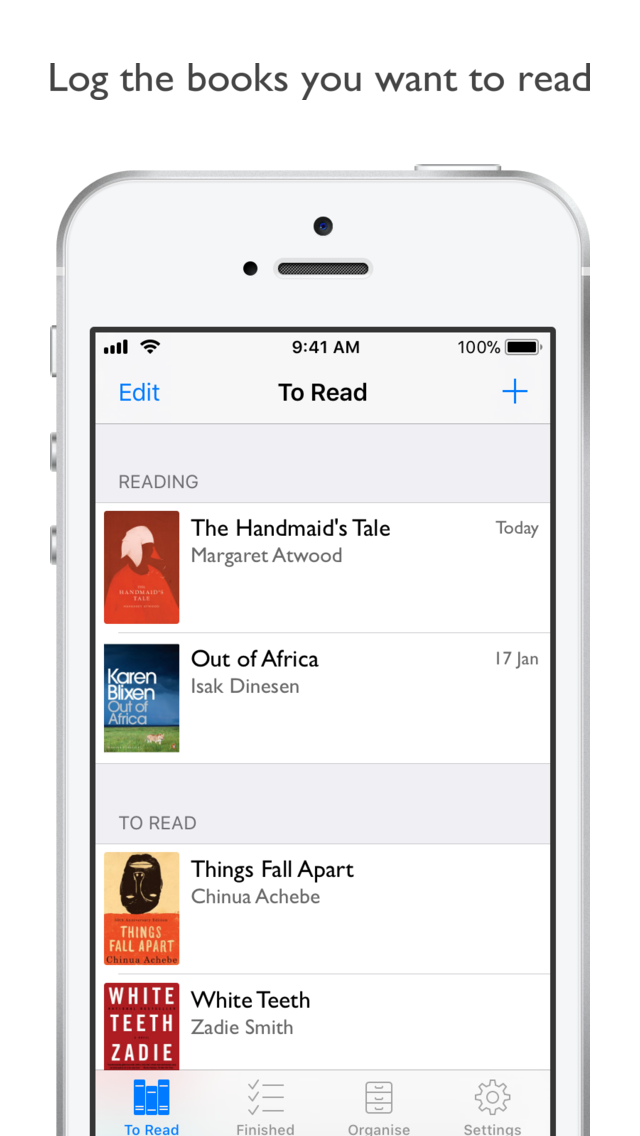 Log the books you want to read
9:41 AM
100%
Edit
To Read
READING
The Handmaid's Tale
Today
Margaret Atwood
THE
HANDMAID'S
TALE
Out of Africa
17 Jan
Isak Dinesen
Karen
Blixen
Out of
Africa
TO READ
Things Fall Apart
Chinua Achebe
THINGS
FALL APART
Chinua Achebe
White Teeth
Zadie Smith
WHITE
TEETH
ZADIE
To Read
Finished
Organise
Settings